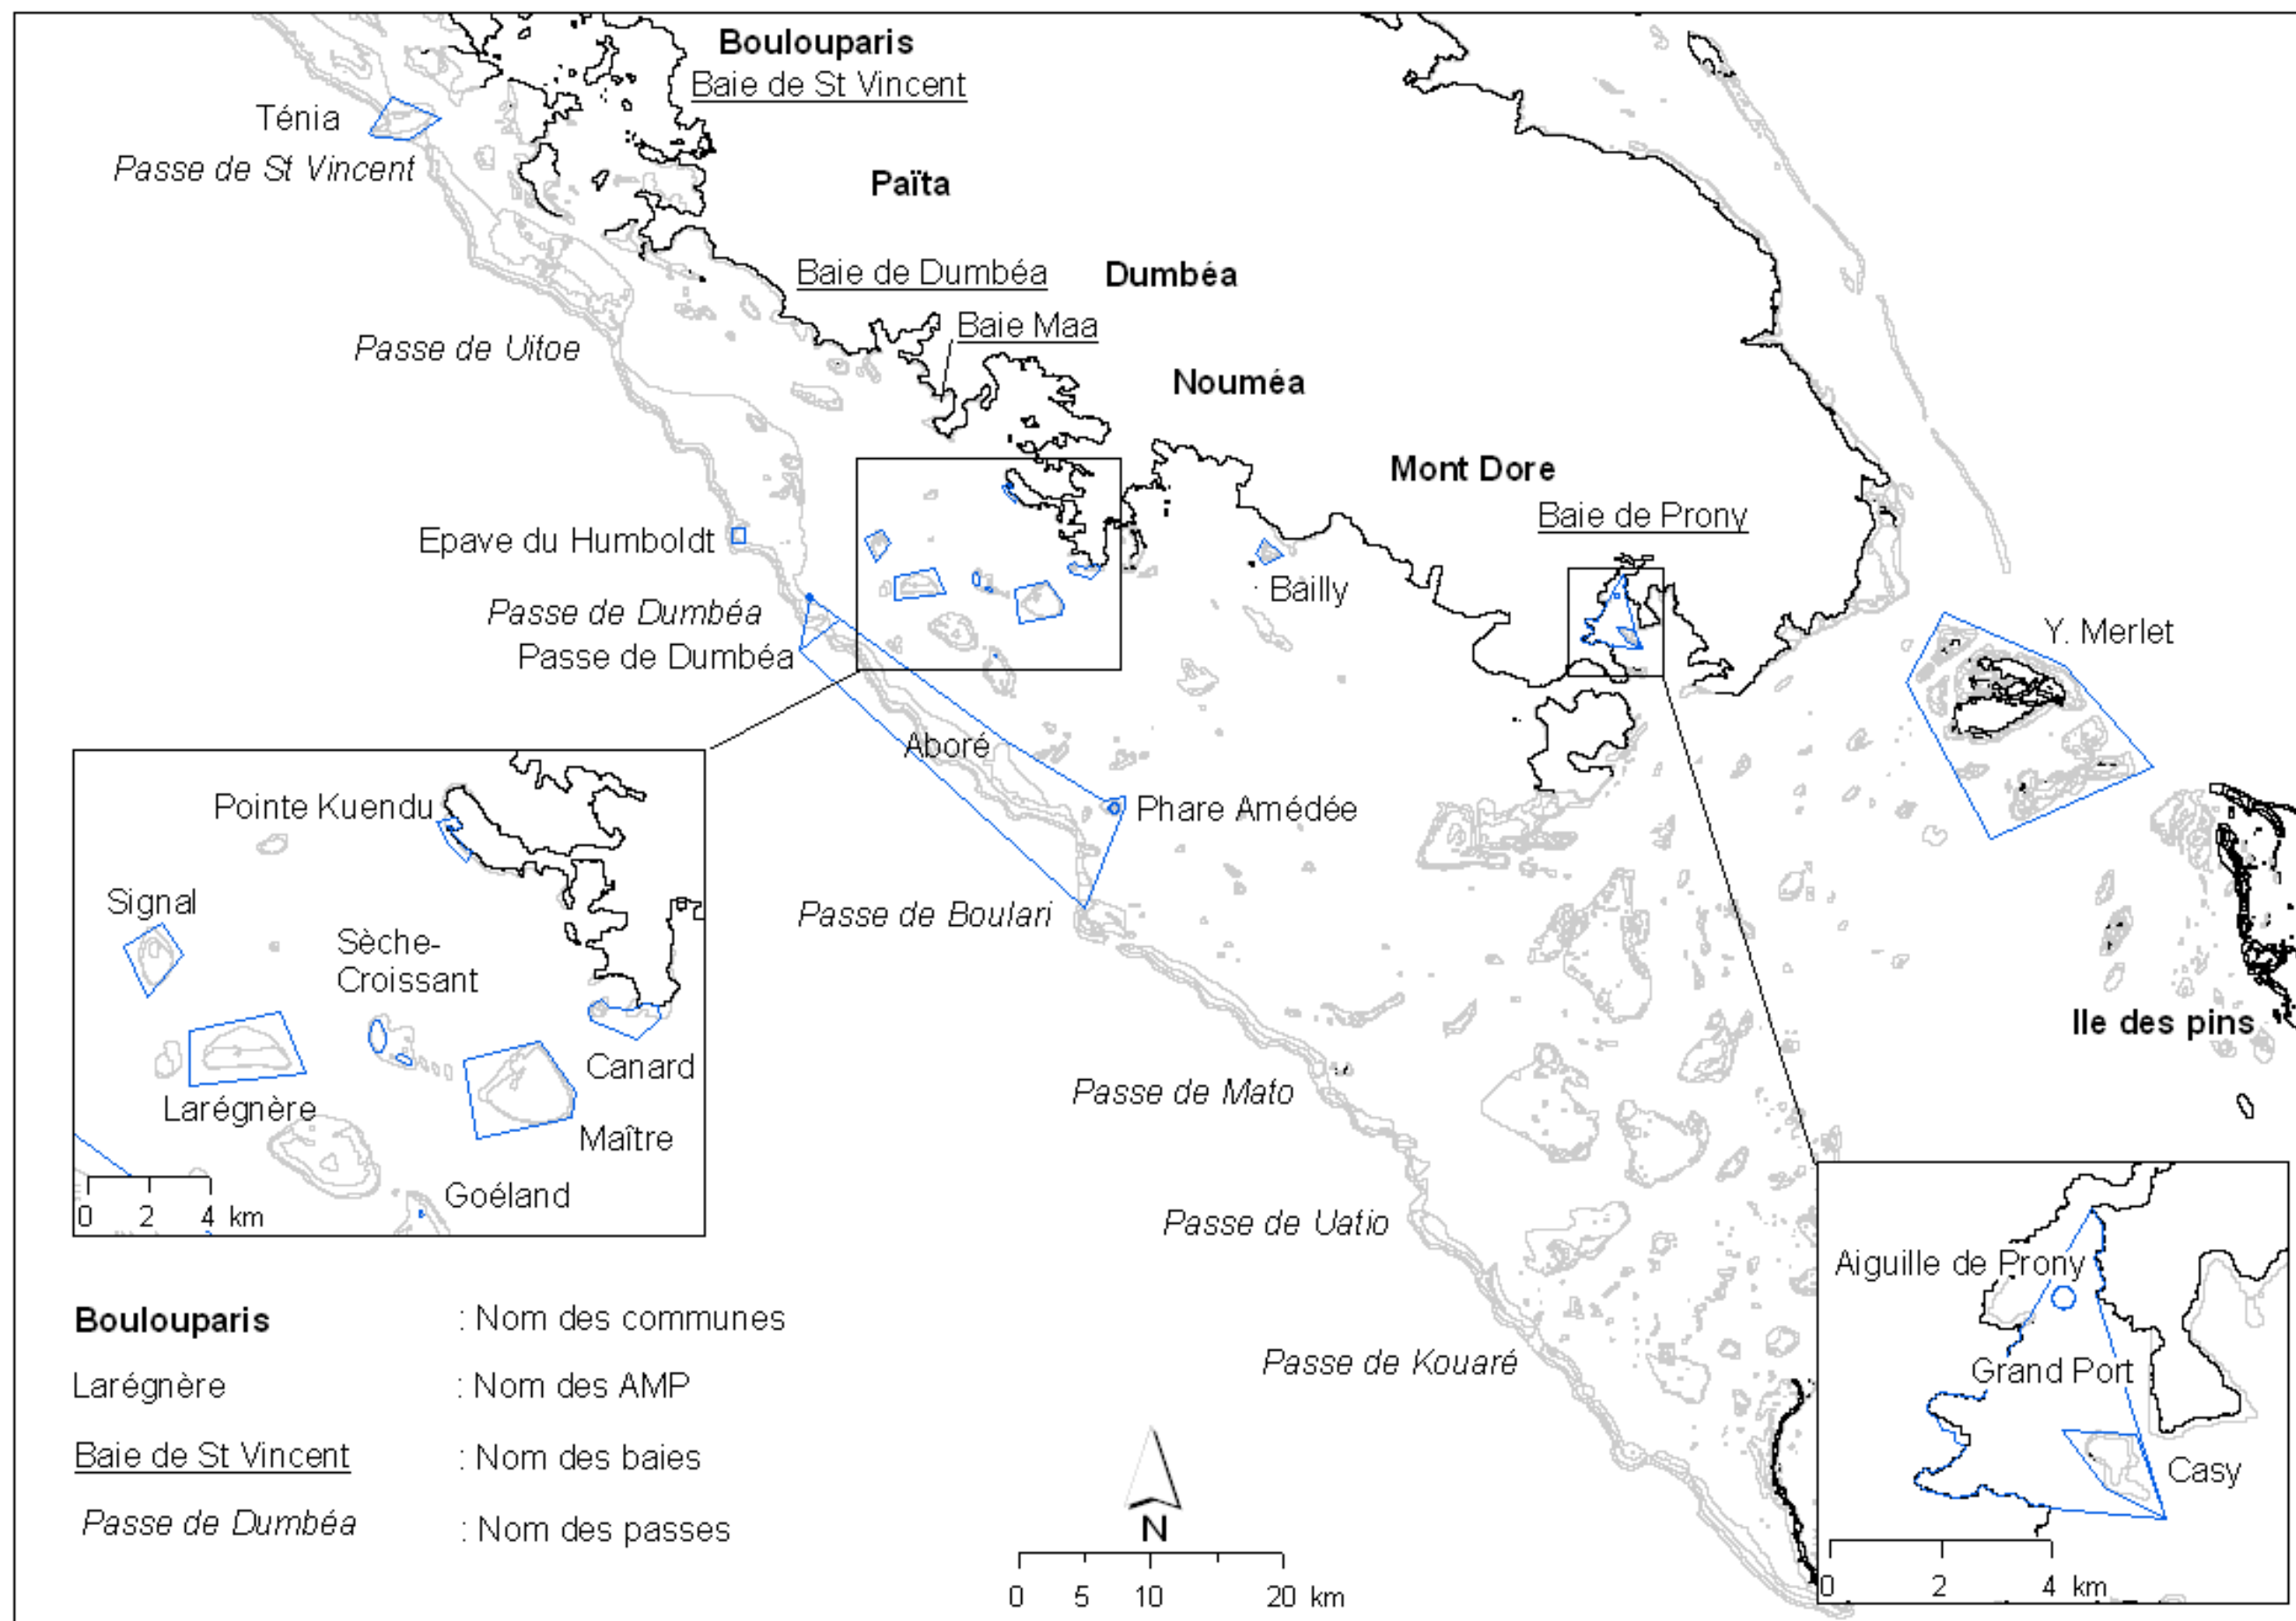 Boulouparis
Baie de St Vincent
Ténia
Passe de St Vincent
Païta
Baie de Dumbéa
Dumbéa
Baie Maa
Passe de Uitoe
Nouméa
Mont Dore
Baie de Prony
Epave du Humboldt
Bailly
Passe de Dumbéa
Y. Merlet
Passe de Dumbéa
Aboré
Phare Amédée
Passe de Boulari
Ile des pins
Passe de Mato
Passe de Uatio
Passe de Kouaré
Pointe Kuendu
Signal
Sèche-
Croissant
Canard
Larégnère
Maître
Goéland
0 2 4 km
Aiguille de Prony
Grand Port
Casy
0 2 4 km
Boulouparis : Nom des communes
Larégnère : Nom des AMP
Baie de St Vincent : Nom des baies
Passe de Dumbéa : Nom des passes
N
0 5 10 20 km